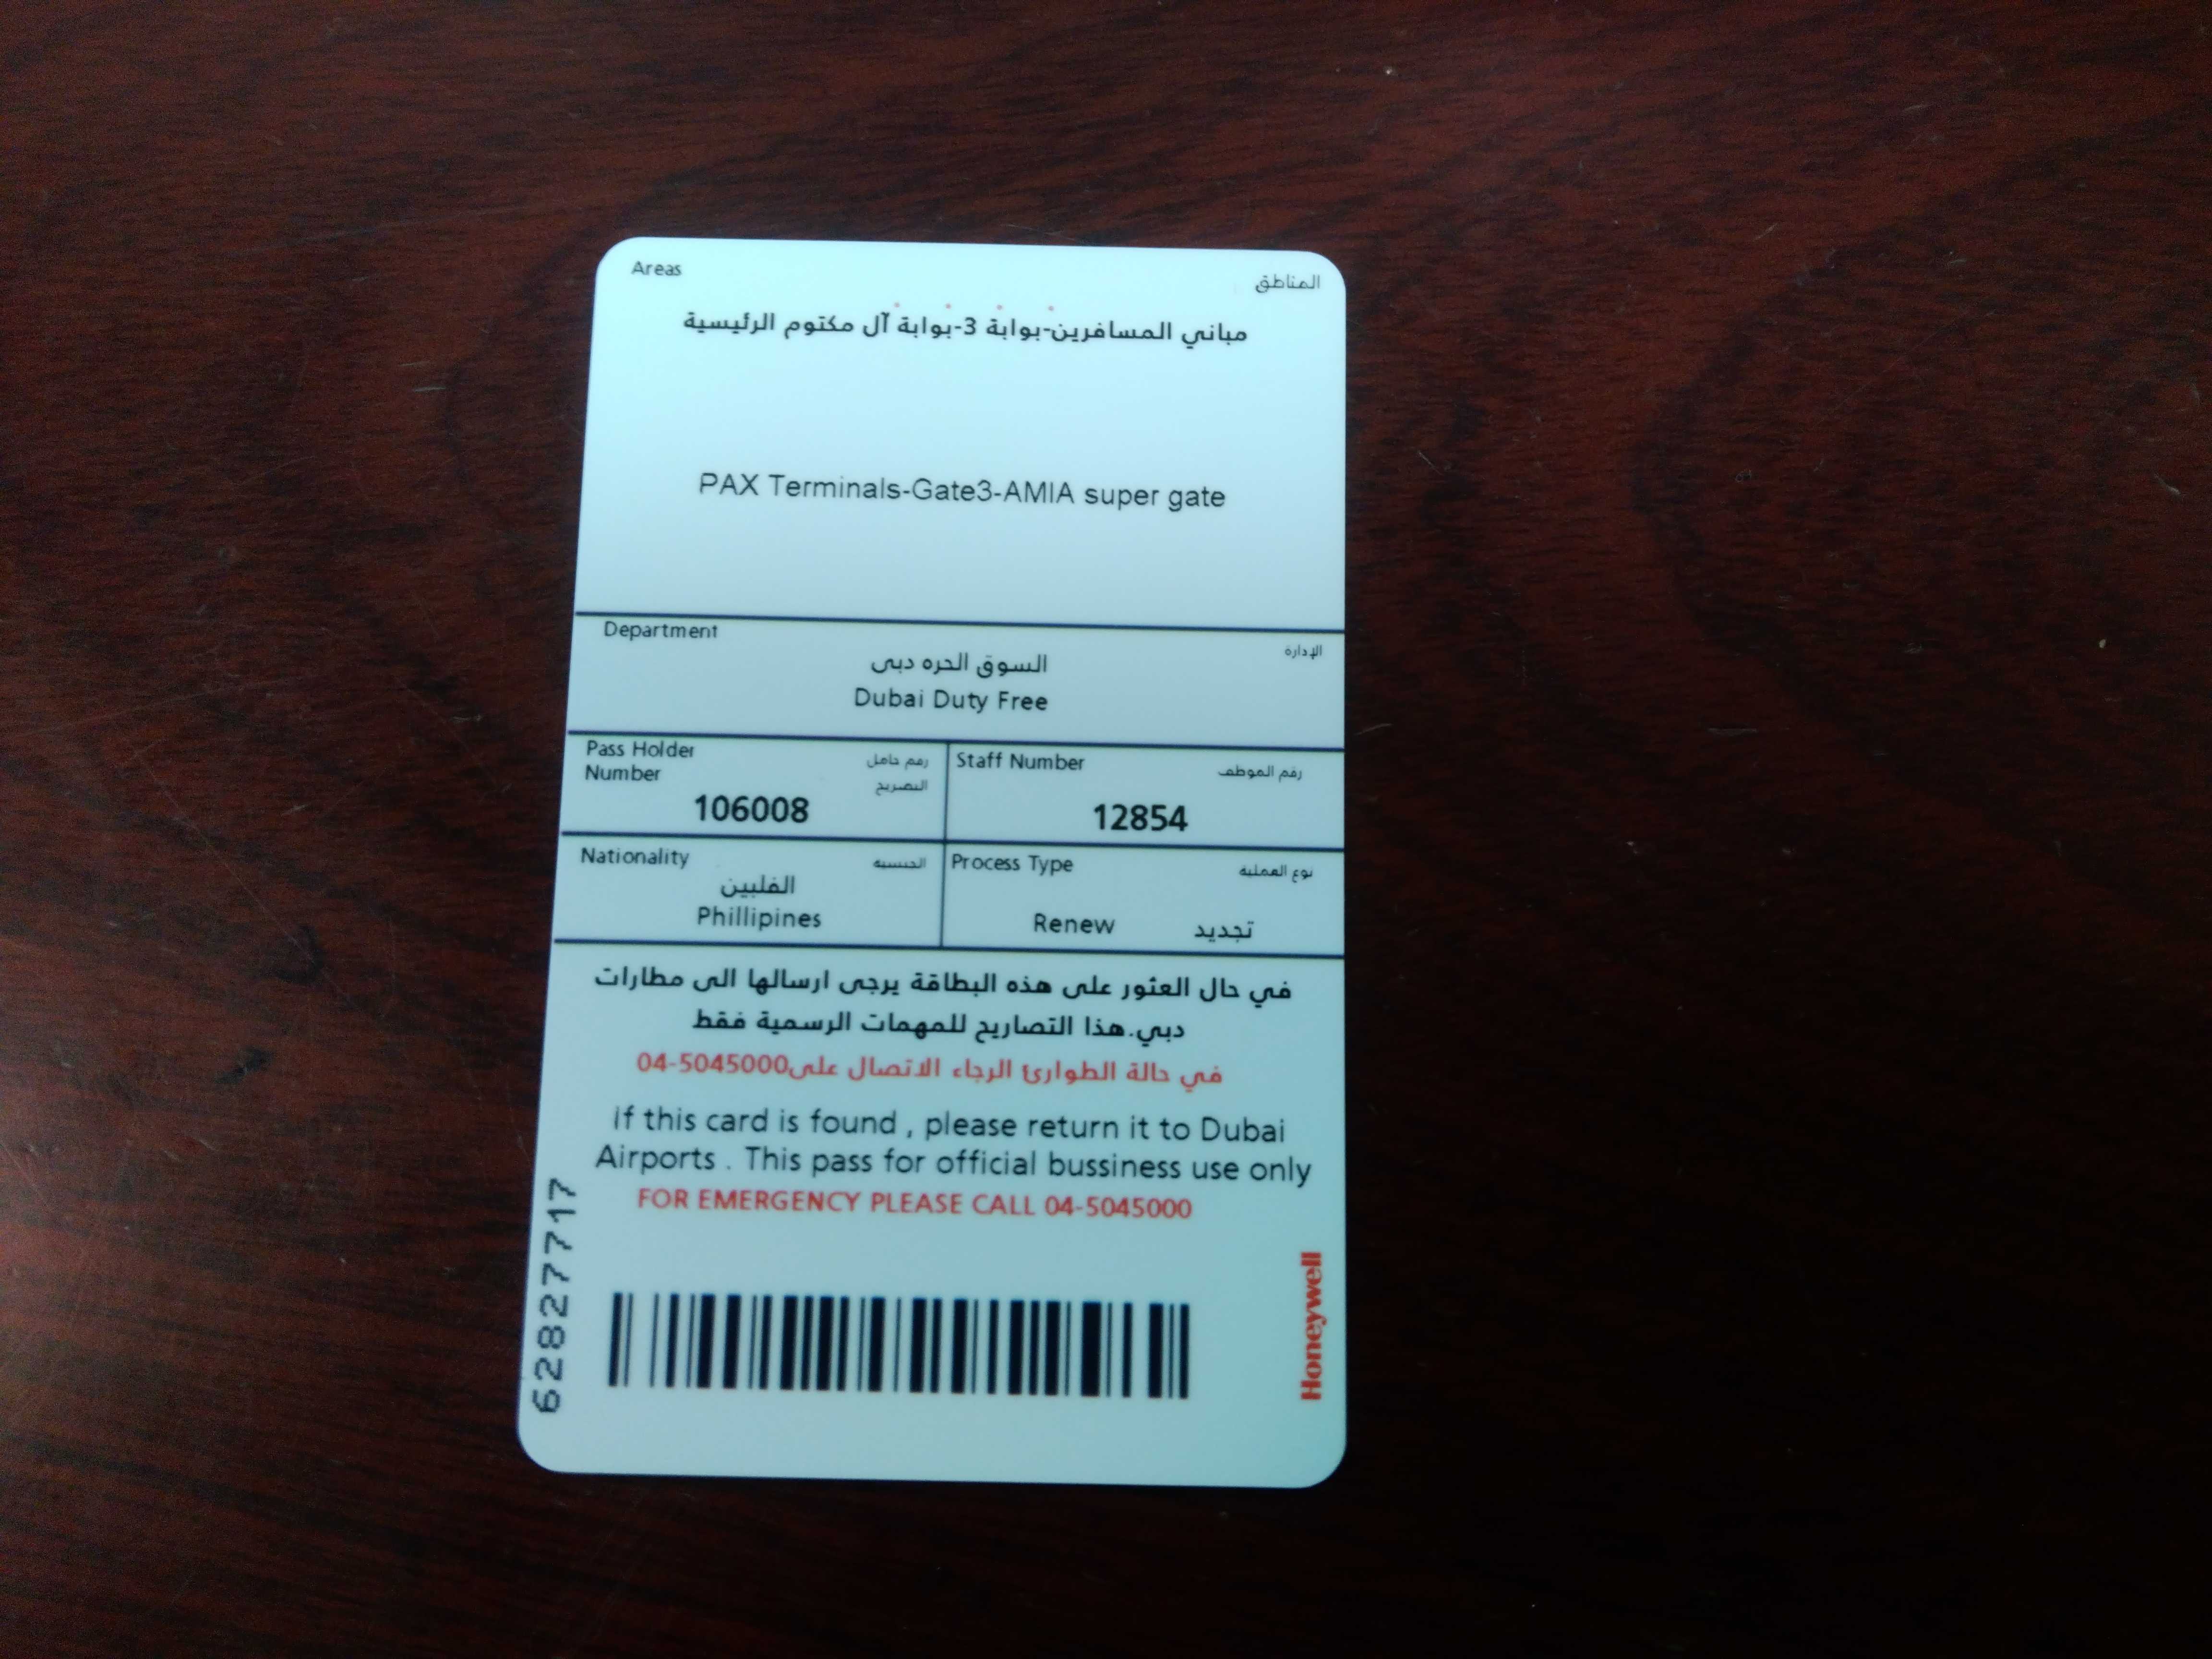 Areas المناطق
مباني المسافرين-بوابة 3-بوابة آل مكتوم الرئيسية
PAX Terminals-Gate3-AMIA super gate
Department الإدارة
السوق الحره دبى
Dubai Duty Free
Pass Holder رقم حامل
Number التصريح
106008
Staff Number رقم الموظف
12854
Nationality الجنسيه
الفلبين
Phillipines
Process Type نوع العملية
Renew تجديد
في حال العثور على هذه البطاقة يرجى ارسالها الى مطارات
دبي.هذا التصاريح للمهمات الرسمية فقط
في حالة الطوارئ الرجاء الاتصال على04-5045000
If this card is found , please return it to Dubai
Airports . This pass for official bussiness use only
FOR EMERGENCY PLEASE CALL 04-5045000
62827717
Honeywell